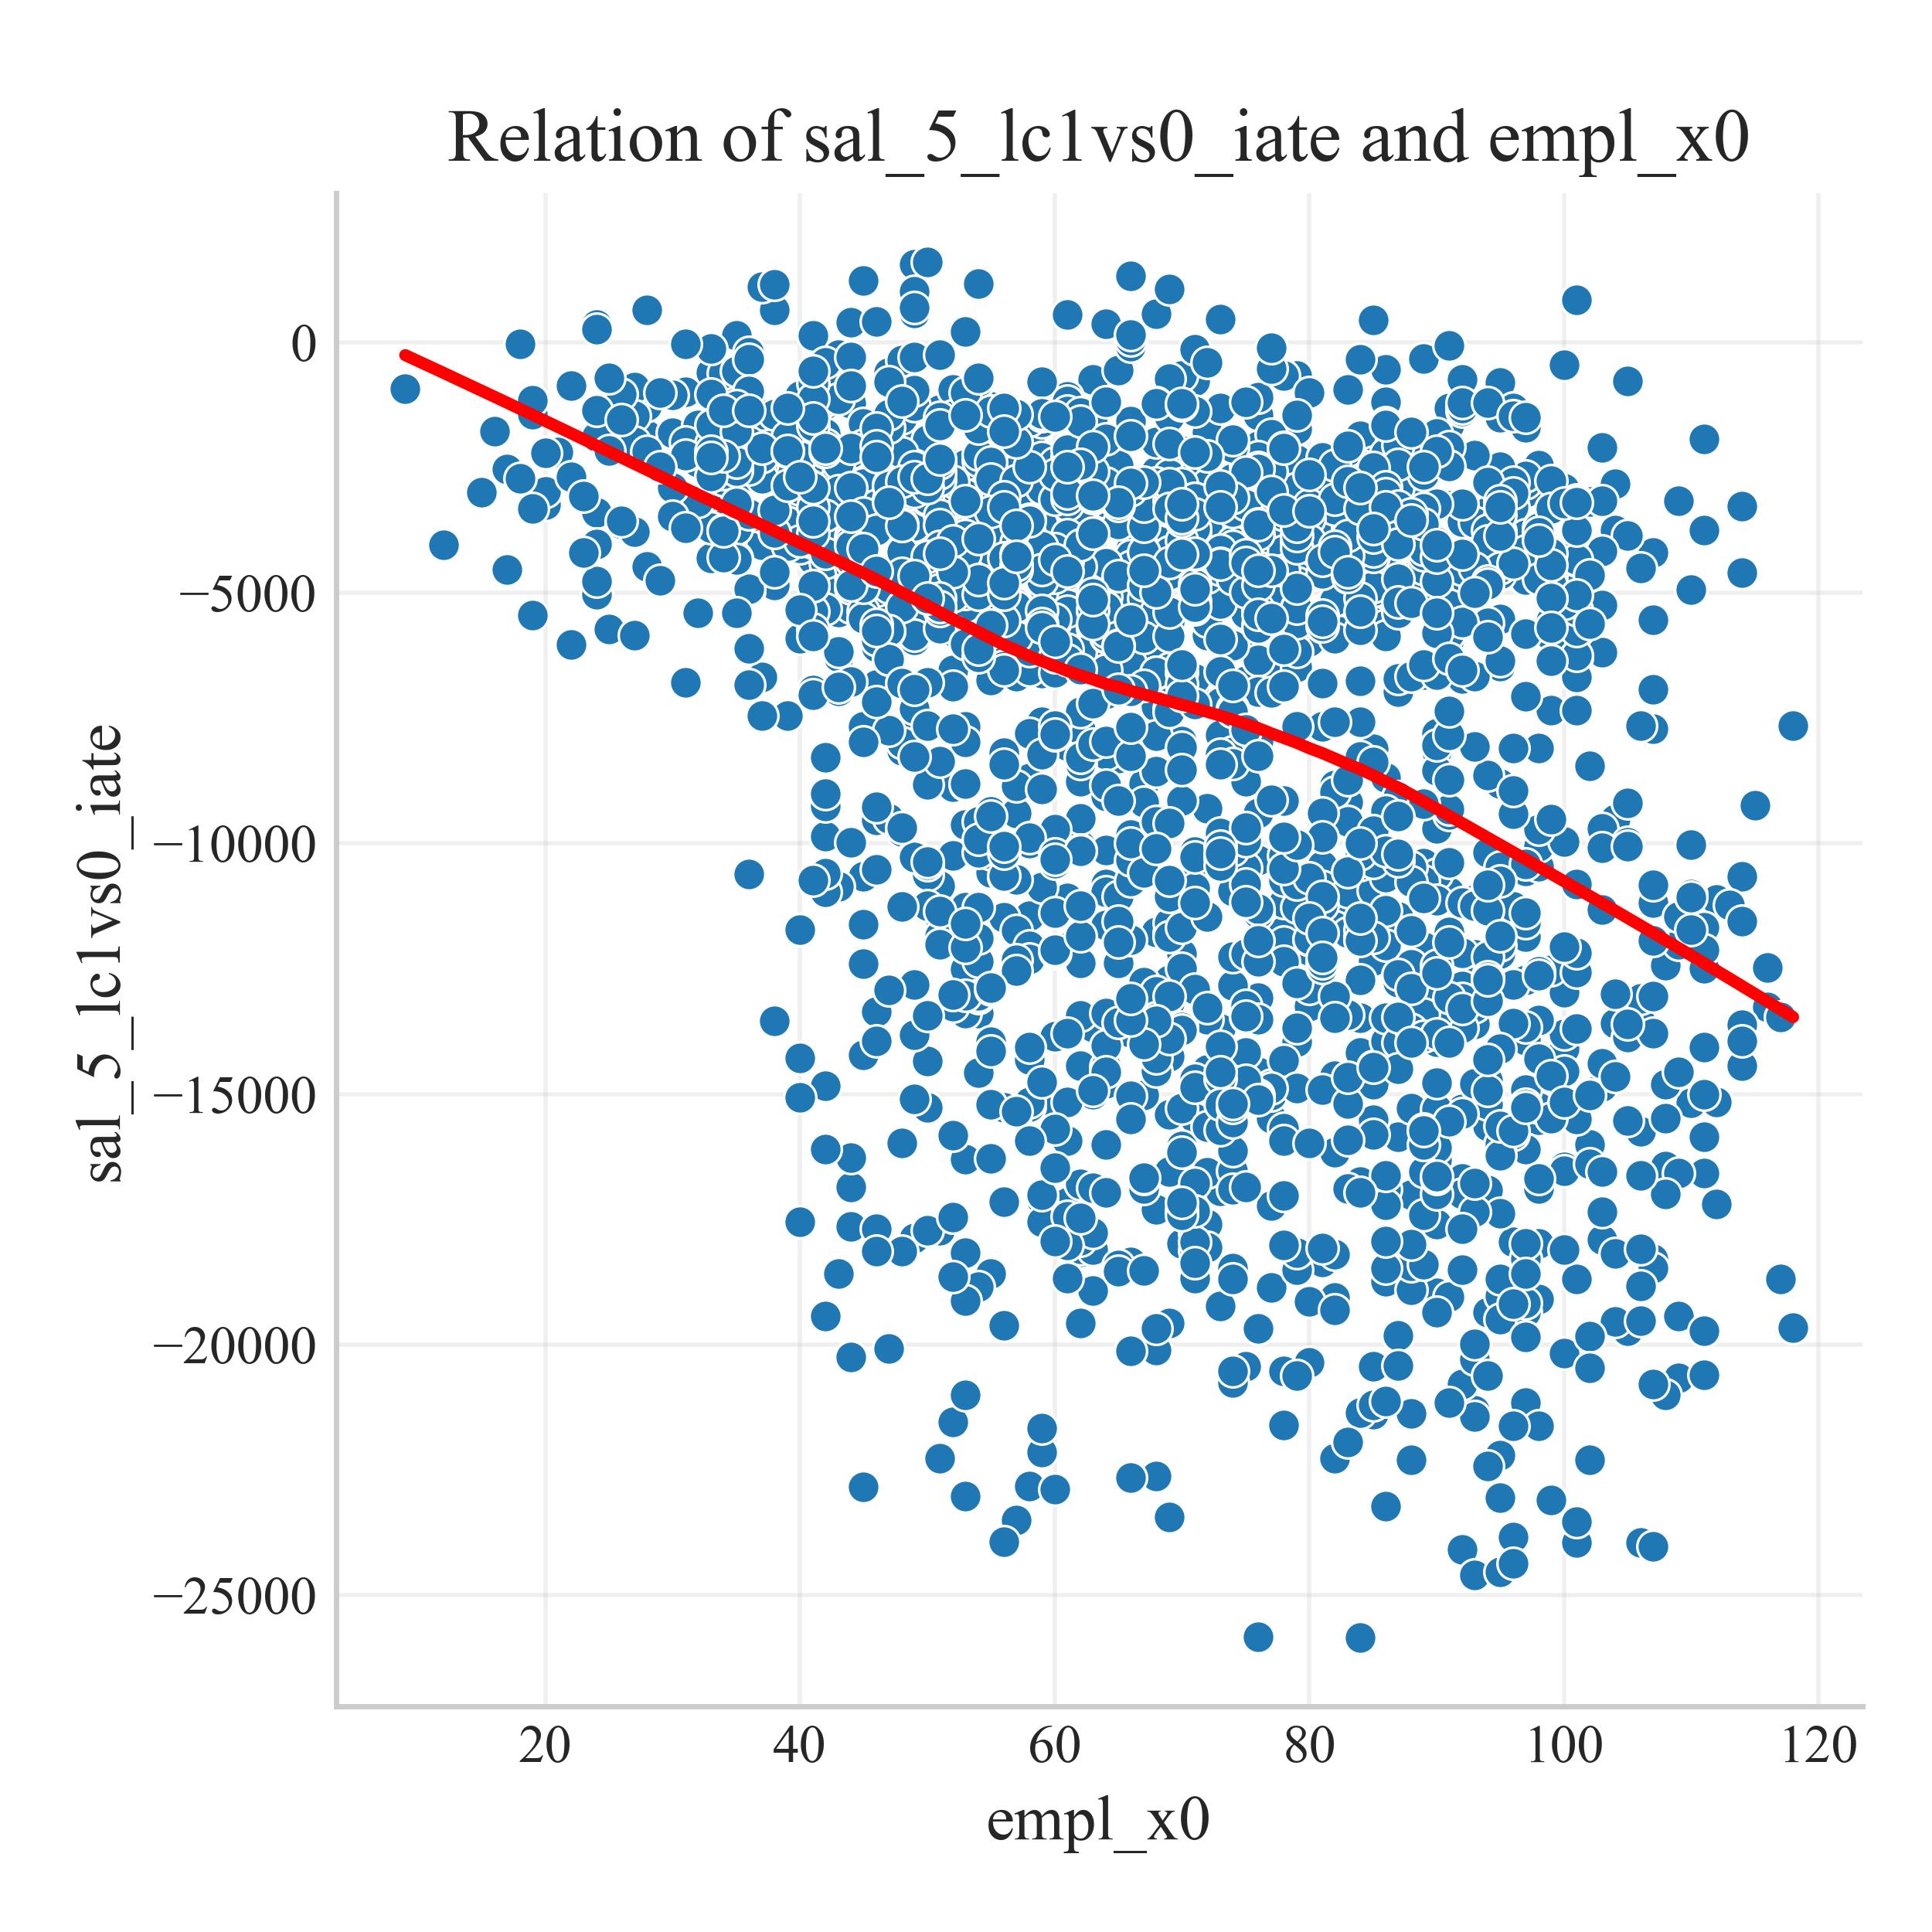 Relation of sal_5_lc1vs0_iate and empl_x0
0
−5000
−10000
−15000
−20000
−25000
sal_5_lc1vs0_iate
20 40 60 80 100 120
empl_x0